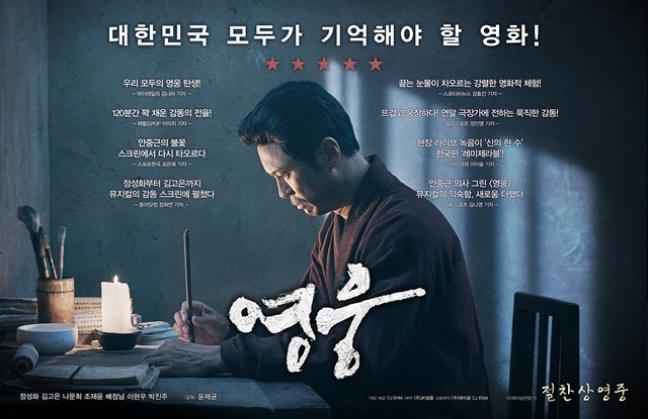 대한민국 모두가 기억해야 할 영화!
★★★★★
우리 모두의 영웅 탄생!
120분간 꽉 채운 감동의 전율!
안중근의 불꽃
스크린에서 다시 타오르다
정성화부터 김고은까지
뮤지컬의 감동 스크린에 펼쳤다
끓는 눈물이 차오르는 강렬한 영화적 체험!
뜨겁고 웅장하다! 연말 극장가에 전하는 묵직한 감동!
현장 라이브 녹음이 '신의 한 수'
한국판 '레미제라블'!
안중근 의사 그린 <영웅>
뮤지컬의 익숙함, 새로움 더했다
영웅
정성화 김고은 나문희 조재윤 배정남 이현우 박진주
윤제균
CJ ENM
절찬상영중